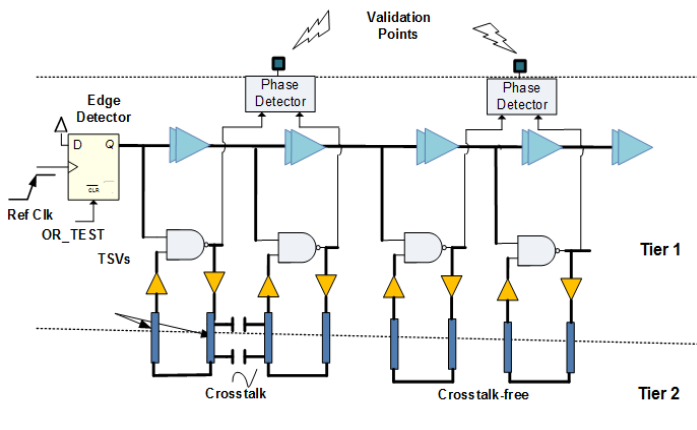 Validation
Points
Phase
Detector
Phase
Detector
Edge
Detector
D Q
CLR
Ref Clk
OR_TEST
TSVs
Tier 1
Crosstalk
Crosstalk-free
Tier 2